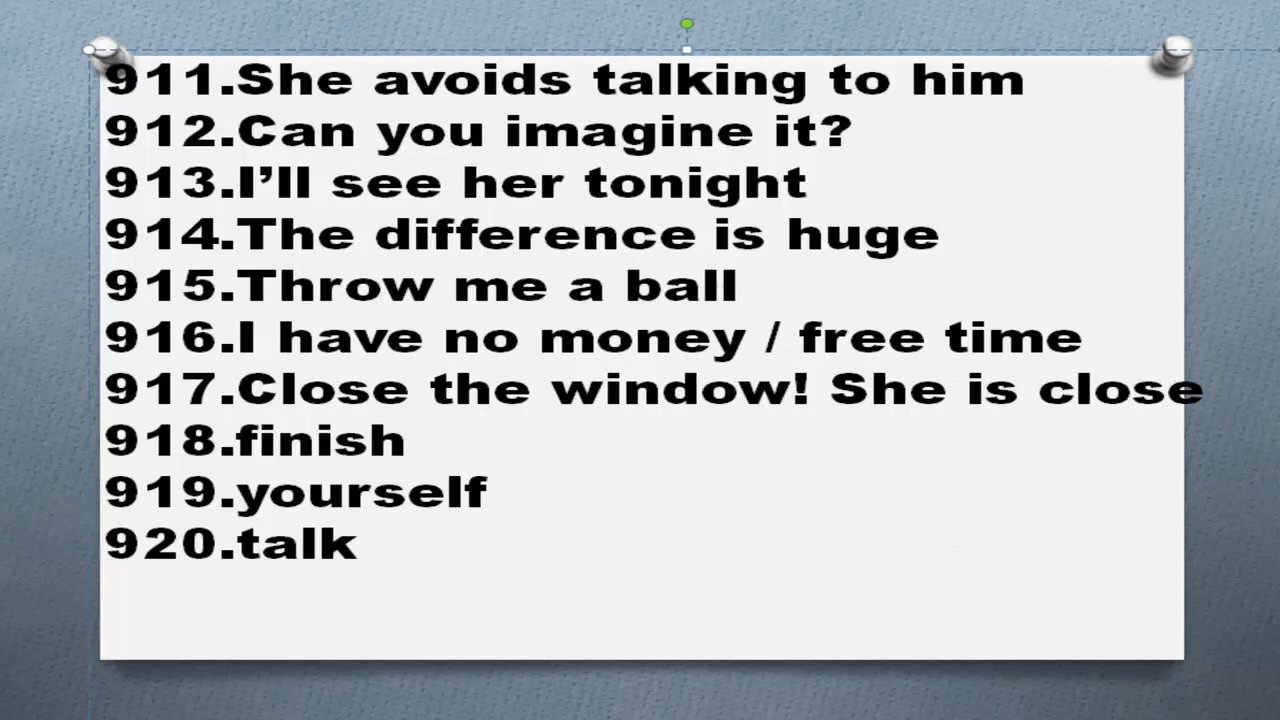 911.She avoids talking to him
912.Can you imagine it?
913.I’ll see her tonight
914.The difference is huge
915.Throw me a ball
916.I have no money / free time
917.Close the window! She is close
918.finish
919.yourself
920.talk